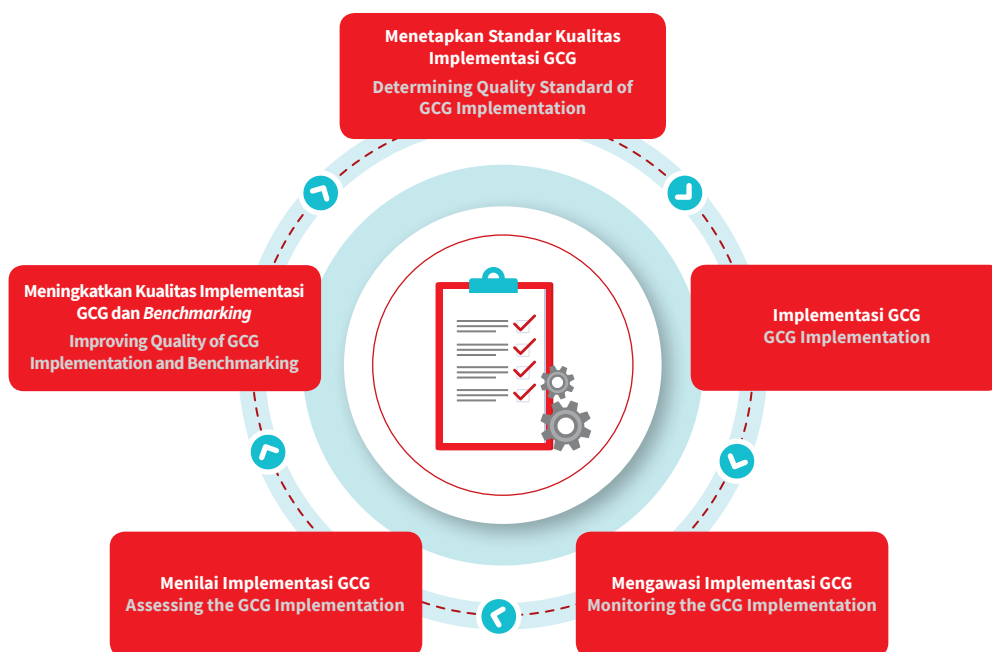 Menetapkan Standar Kualitas
Implementasi GCG
Determining Quality Standard of
GCG Implementation
Implementasi GCG
GCG Implementation
Mengawasi Implementasi GCG
Monitoring the GCG Implementation
Menilai Implementasi GCG
Assessing the GCG Implementation
Meningkatkan Kualitas Implementasi
GCG dan Benchmarking
Improving Quality of GCG
Implementation and Benchmarking